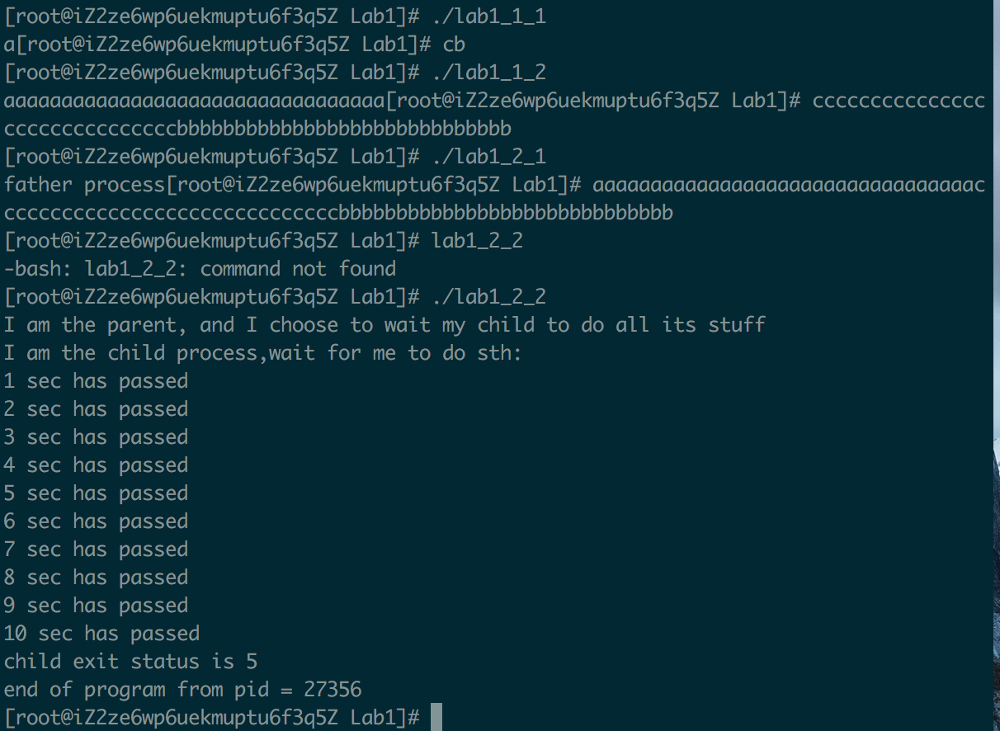 [root@iZ2ze6wp6uekmuptu6f3q5Z Lab1]# ./lab1_1_1
a[root@iZ2ze6wp6uekmuptu6f3q5Z Lab1]# cb
[root@iZ2ze6wp6uekmuptu6f3q5Z Lab1]# ./lab1_1_2
aaaaaaaaaaaaaaaaaaaaaaaaaaaaaaaaa[root@iZ2ze6wp6uekmuptu6f3q5Z Lab1]# ccccccccccccccc
cccccccccccccccbbbbbbbbbbbbbbbbbbbbbbbbbbbbb
[root@iZ2ze6wp6uekmuptu6f3q5Z Lab1]# ./lab1_2_1
father process[root@iZ2ze6wp6uekmuptu6f3q5Z Lab1]# aaaaaaaaaaaaaaaaaaaaaaaaaaaaaaaaac
cccccccccccccccccccccccccccccbbbbbbbbbbbbbbbbbbbbbbbbbbbbb
[root@iZ2ze6wp6uekmuptu6f3q5Z Lab1]# lab1_2_2
-bash: lab1_2_2: command not found
[root@iZ2ze6wp6uekmuptu6f3q5Z Lab1]# ./lab1_2_2
I am the parent, and I choose to wait my child to do all its stuff
I am the child process,wait for me to do sth:
1 sec has passed
2 sec has passed
3 sec has passed
4 sec has passed
5 sec has passed
6 sec has passed
7 sec has passed
8 sec has passed
9 sec has passed
10 sec has passed
child exit status is 5
end of program from pid = 27356
[root@iZ2ze6wp6uekmuptu6f3q5Z Lab1]#